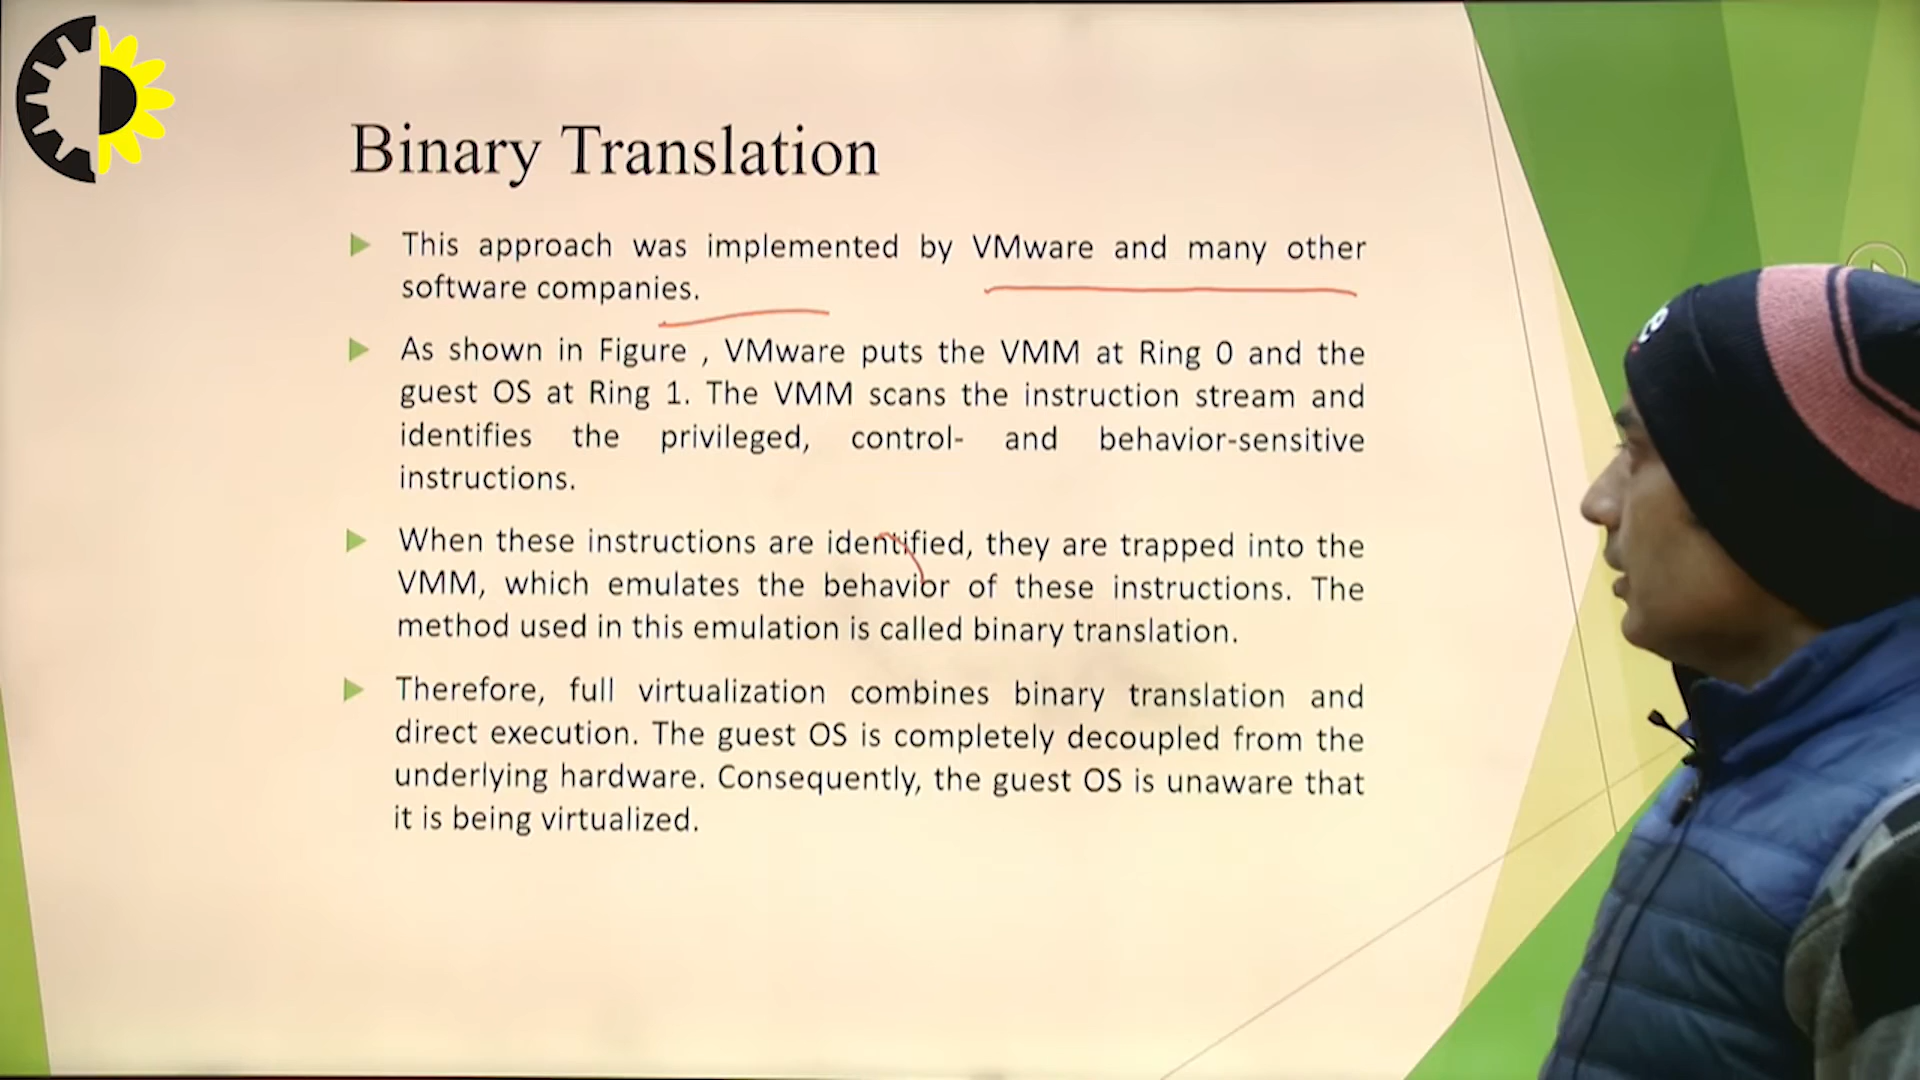 Binary Translation
This approach was implemented by VMware and many other
software companies.
As shown in Figure , VMware puts the VMM at Ring 0 and the
guest OS at Ring 1. The VMM scans the instruction stream and
identifies the privileged, control- and behavior-sensitive
instructions.
When these instructions are identified, they are trapped into the
VMM, which emulates the behavior of these instructions. The
method used in this emulation is called binary translation.
Therefore, full virtualization combines binary translation and
direct execution. The guest OS is completely decoupled from the
underlying hardware. Consequently, the guest OS is unaware that
it is being virtualized.